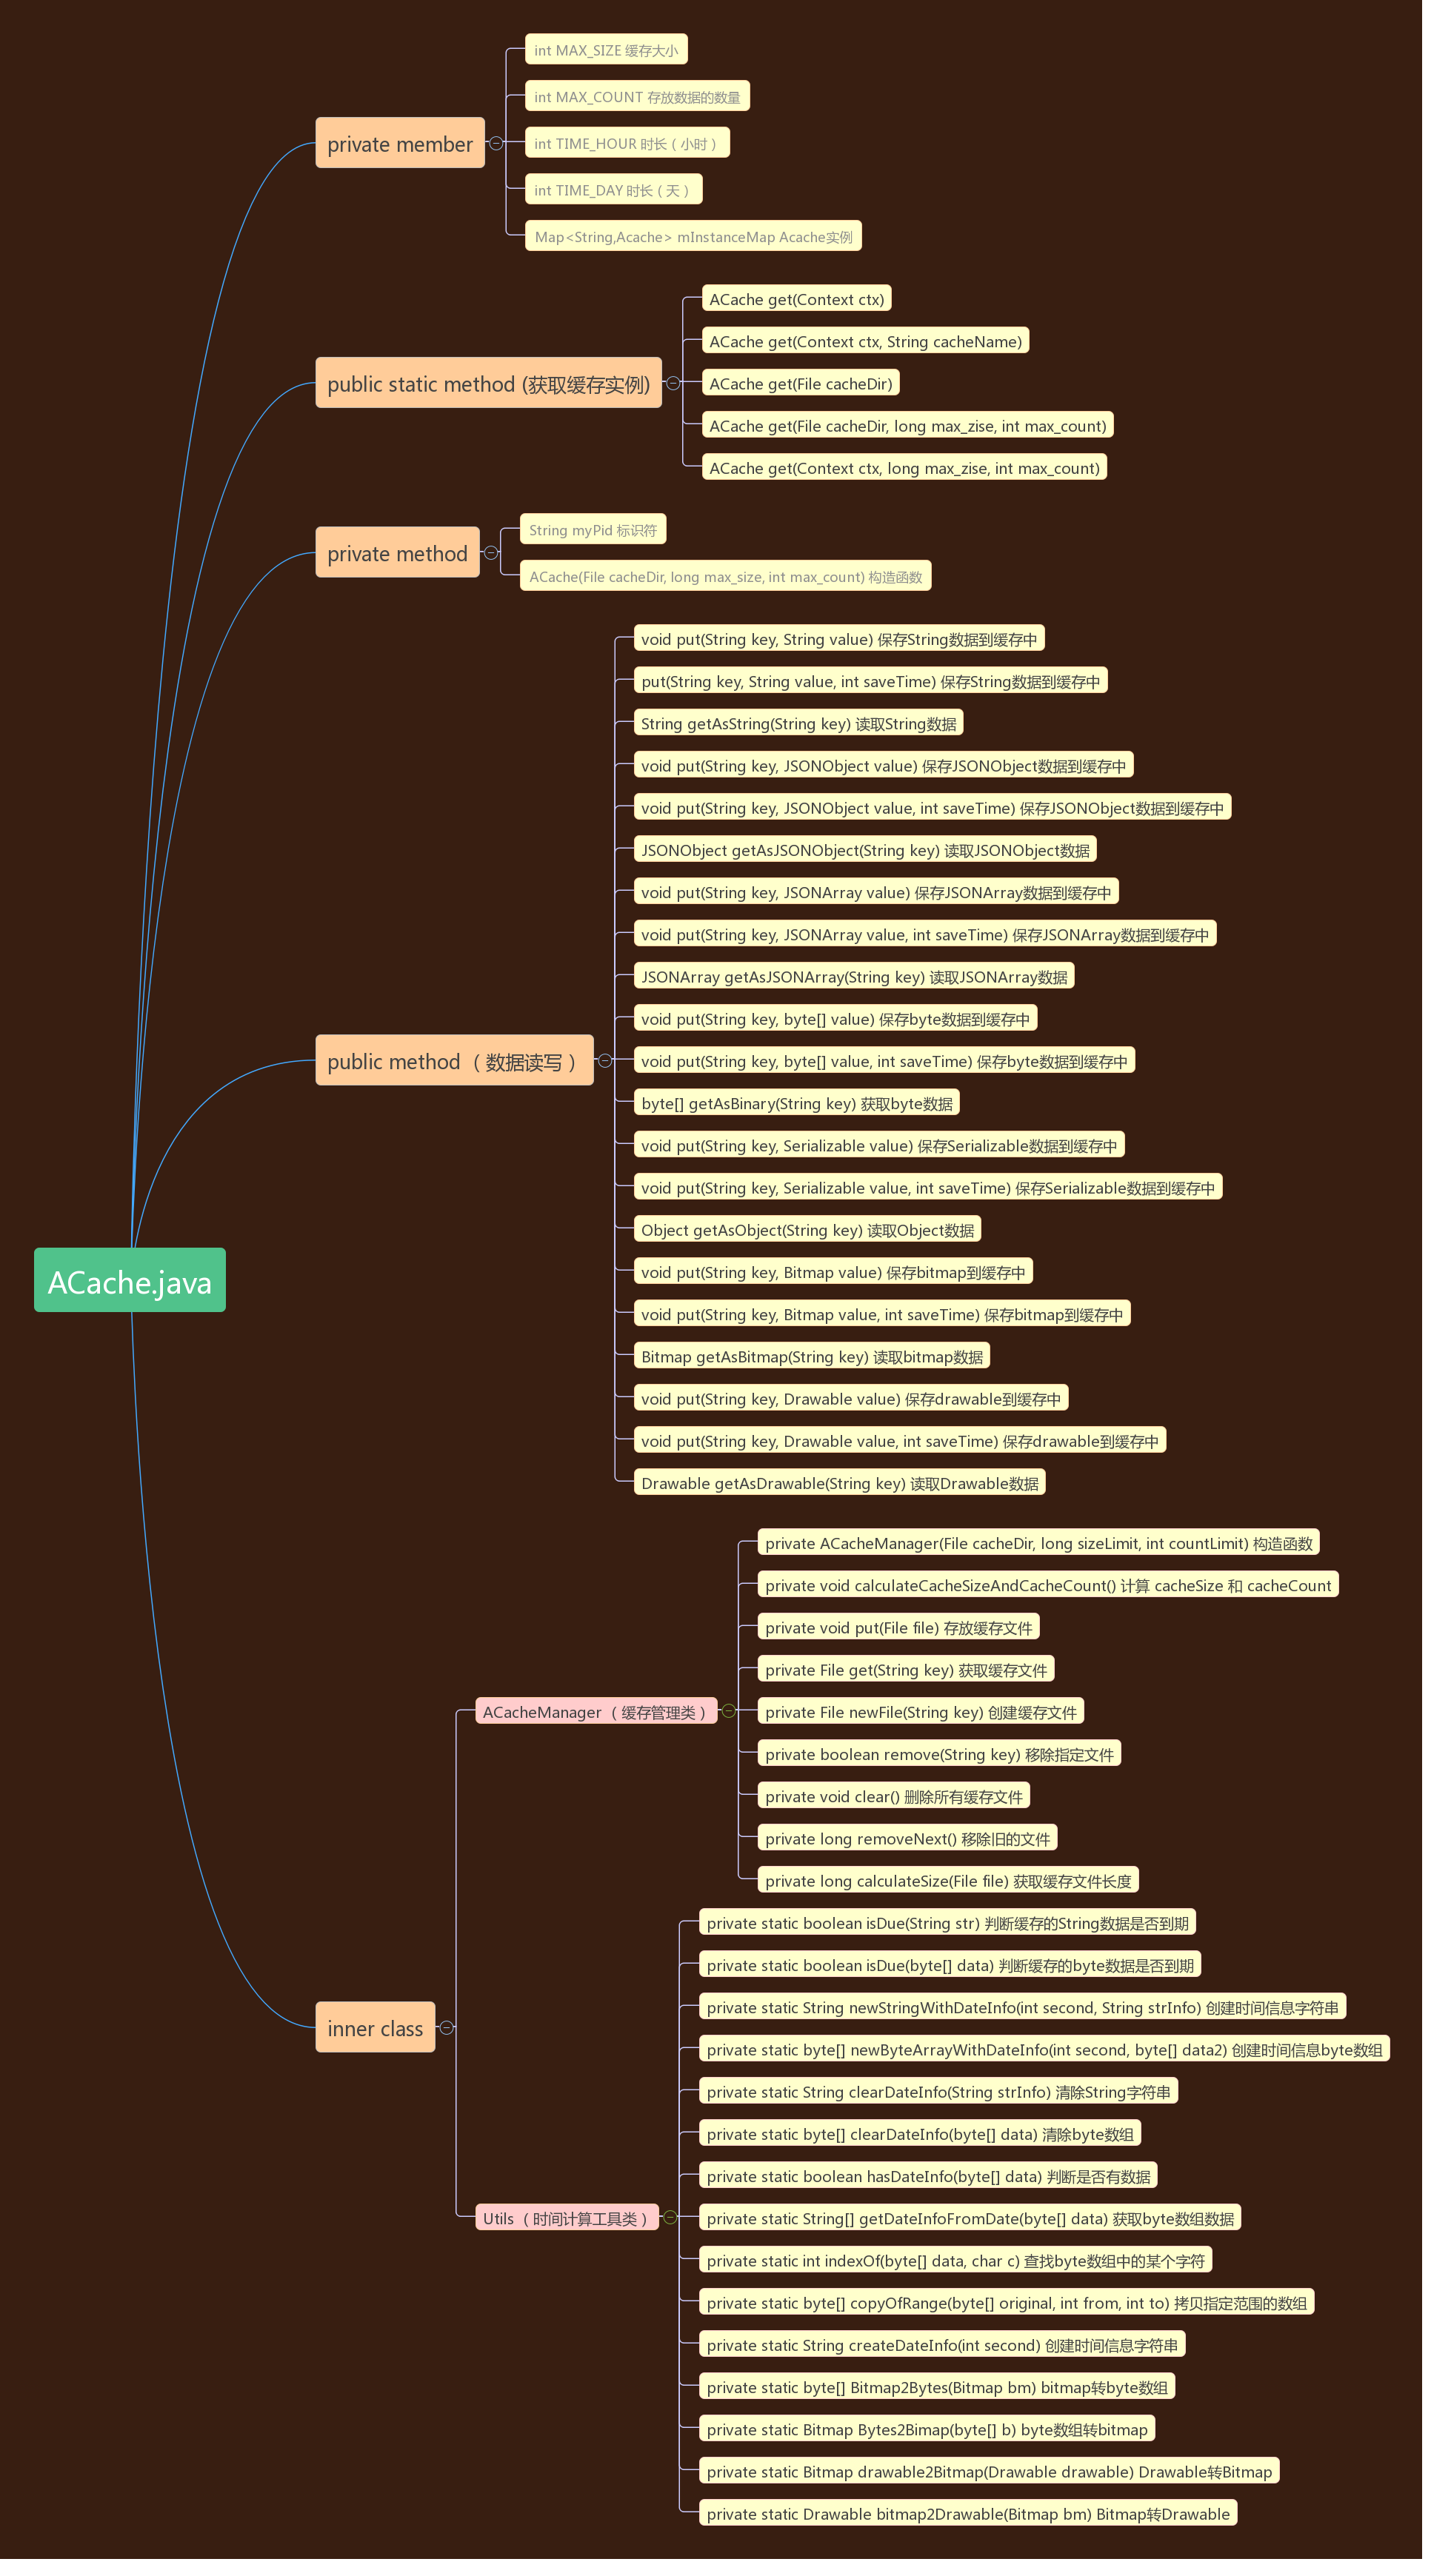 int MAX_SIZE 缓存大小
int MAX_COUNT 存放数据的数量
private member
int TIME_HOUR 时长（小时）
int TIME_DAY 时长（天）
Map<String,Acache> mInstanceMap Acache实例
ACache get(Context ctx)
ACache get(Context ctx, String cacheName)
public static method (获取缓存实例)
ACache get(File cacheDir)
ACache get(File cacheDir, long max_zise, int max_count)
ACache get(Context ctx, long max_zise, int max_count)
String myPid 标识符
private method
ACache(File cacheDir, long max_size, int max_count) 构造函数
void put(String key, String value) 保存String数据到缓存中
put(String key, String value, int saveTime) 保存String数据到缓存中
String getAsString(String key) 读取String数据
void put(String key, JSONObject value) 保存JSONObject数据到缓存中
void put(String key, JSONObject value, int saveTime) 保存JSONObject数据到缓存中
JSONObject getAsJSONObject(String key) 读取JSONObject数据
void put(String key, JSONArray value) 保存JSONArray数据到缓存中
void put(String key, JSONArray value, int saveTime) 保存JSONArray数据到缓存中
JSONArray getAsJSONArray(String key) 读取JSONArray数据
void put(String key, byte[] value) 保存byte数据到缓存中
public method （数据读写）
void put(String key, byte[] value, int saveTime) 保存byte数据到缓存中
byte[] getAsBinary(String key) 获取byte数据
void put(String key, Serializable value) 保存Serializable数据到缓存中
void put(String key, Serializable value, int saveTime) 保存Serializable数据到缓存中
Object getAsObject(String key) 读取Object数据
void put(String key, Bitmap value) 保存bitmap到缓存中
ACache.java
void put(String key, Bitmap value, int saveTime) 保存bitmap到缓存中
Bitmap getAsBitmap(String key) 读取bitmap数据
void put(String key, Drawable value) 保存drawable到缓存中
void put(String key, Drawable value, int saveTime) 保存drawable到缓存中
Drawable getAsDrawable(String key) 读取Drawable数据
private ACacheManager(File cacheDir, long sizeLimit, int countLimit) 构造函数
private void calculateCacheSizeAndCacheCount() 计算 cacheSize 和 cacheCount
private void put(File file) 存放缓存文件
private File get(String key) 获取缓存文件
ACacheManager （缓存管理类）
private File newFile(String key) 创建缓存文件
private boolean remove(String key) 移除指定文件
private void clear() 删除所有缓存文件
private long removeNext() 移除旧的文件
private long calculateSize(File file) 获取缓存文件长度
private static boolean isDue(String str) 判断缓存的String数据是否到期
private static boolean isDue(byte[] data) 判断缓存的byte数据是否到期
private static String newStringWithDateInfo(int second, String strInfo) 创建时间信息字符串
inner class
private static byte[] newByteArrayWithDateInfo(int second, byte[] data2) 创建时间信息byte数组
private static String clearDateInfo(String strInfo) 清除String字符串
private static byte[] clearDateInfo(byte[] data) 清除byte数组
private static boolean hasDateInfo(byte[] data) 判断是否有数据
Utils （时间计算工具类）
private static String[] getDateInfoFromDate(byte[] data) 获取byte数组数据
private static int indexOf(byte[] data, char c) 查找byte数组中的某个字符
private static byte[] copyOfRange(byte[] original, int from, int to) 拷贝指定范围的数组
private static String createDateInfo(int second) 创建时间信息字符串
private static byte[] Bitmap2Bytes(Bitmap bm) bitmap转byte数组
private static Bitmap Bytes2Bimap(byte[] b) byte数组转bitmap
private static Bitmap drawable2Bitmap(Drawable drawable) Drawable转Bitmap
private static Drawable bitmap2Drawable(Bitmap bm) Bitmap转Drawable